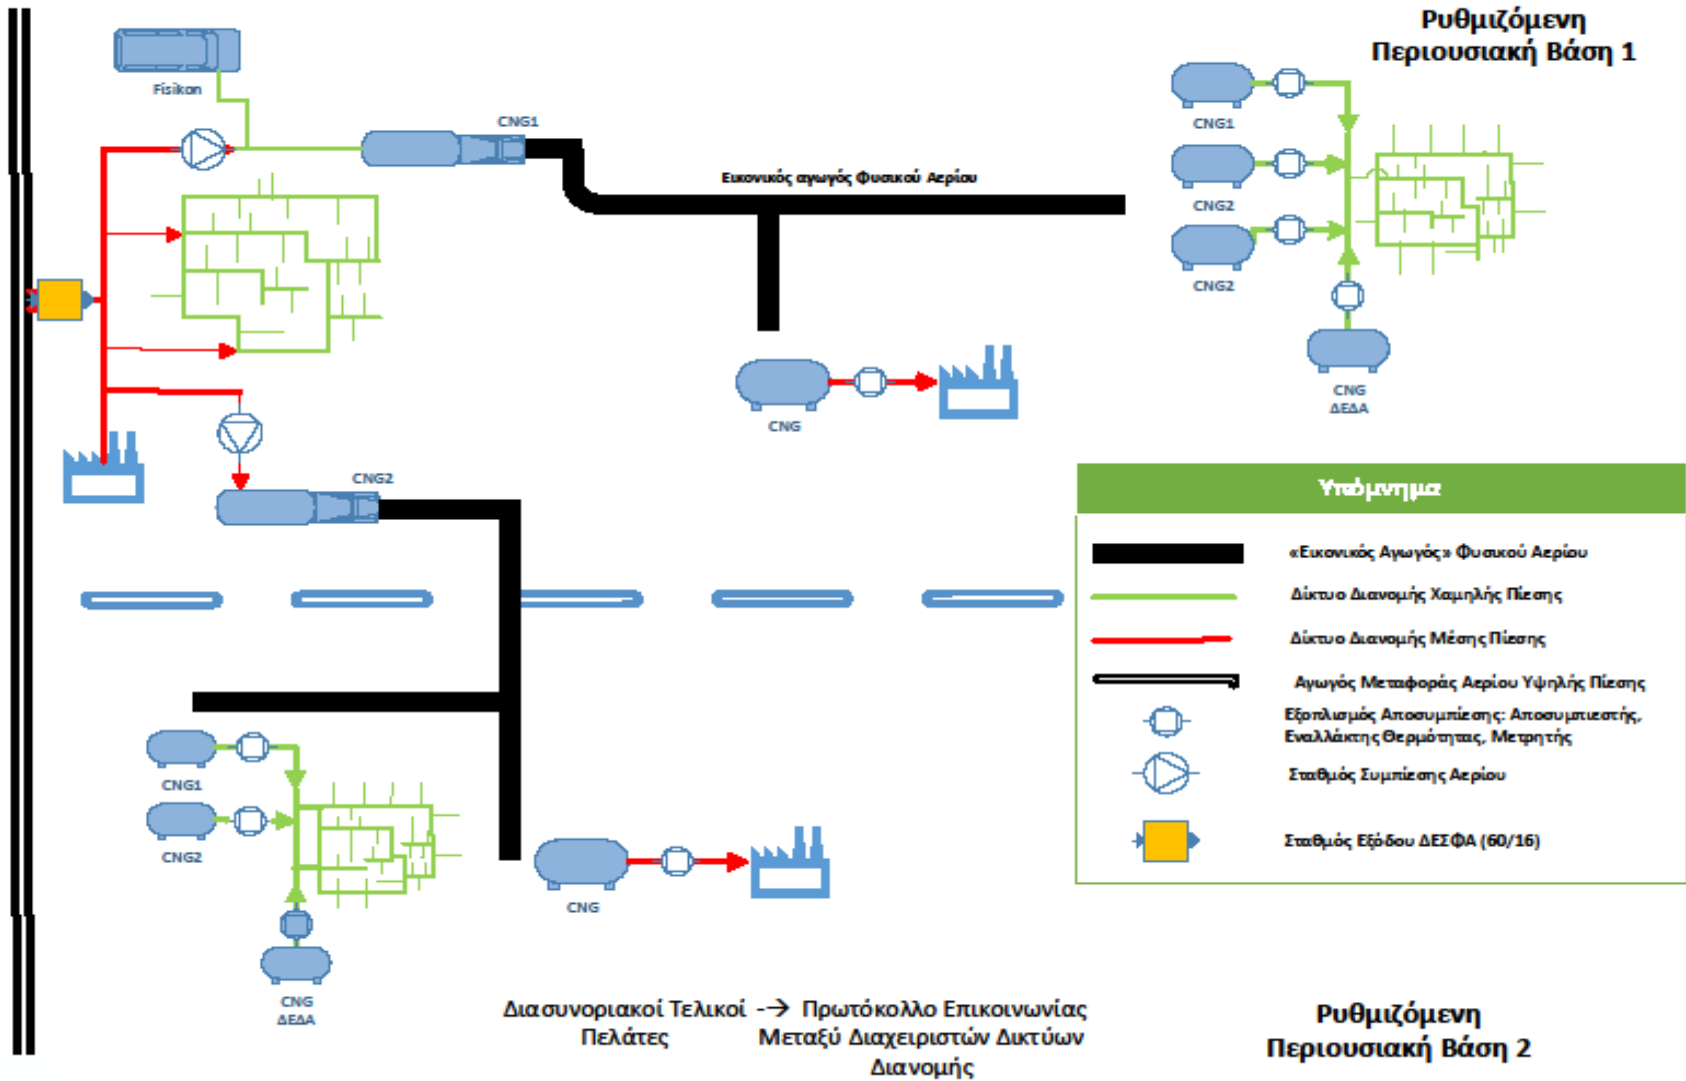 Ρυθμιζόμενη
Περιουσιακή Βάση 1
Fisikon
CNG1
Εικονικός αγωγός Φυσικού Αερίου
CNG1
CNG2
CNG2
CNG
ΔΕΔΑ
CNG
CNG2
Υπόμνημα
«Εικονικός Αγωγός» Φυσικού Αερίου
Δίκτυο Διανομής Χαμηλής Πίεσης
Δίκτυο Διανομής Μέσης Πίεσης
Αγωγός Μεταφοράς Αερίου Υψηλής Πίεσης
Εξοπλισμός Αποσυμπίεσης: Αποσυμπιεστής,
Εναλλάκτης Θερμότητας, Μετρητής
Σταθμός Συμπίεσης Αερίου
Σταθμός Εξόδου ΔΕΣΦΑ (60/16)
CNG1
CNG2
CNG
ΔΕΔΑ
CNG
Διασυνοριακοί Τελικοί --> Πρωτόκολλο Επικοινωνίας
Πελάτες Μεταξύ Διαχειριστών Δικτύων
Διανομής
Ρυθμιζόμενη
Περιουσιακή Βάση 2